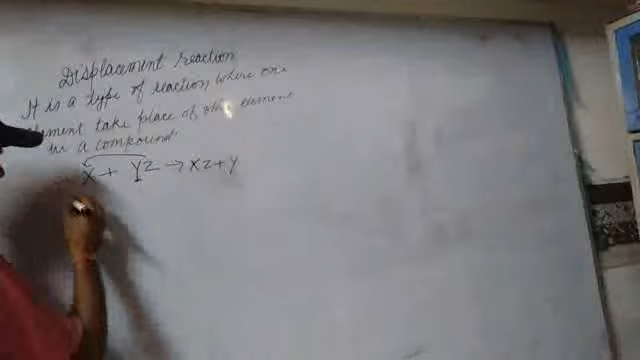 Displacement reaction
It is a type of reaction where one
element take place of other element
in a compound
X + YZ → XZ + Y